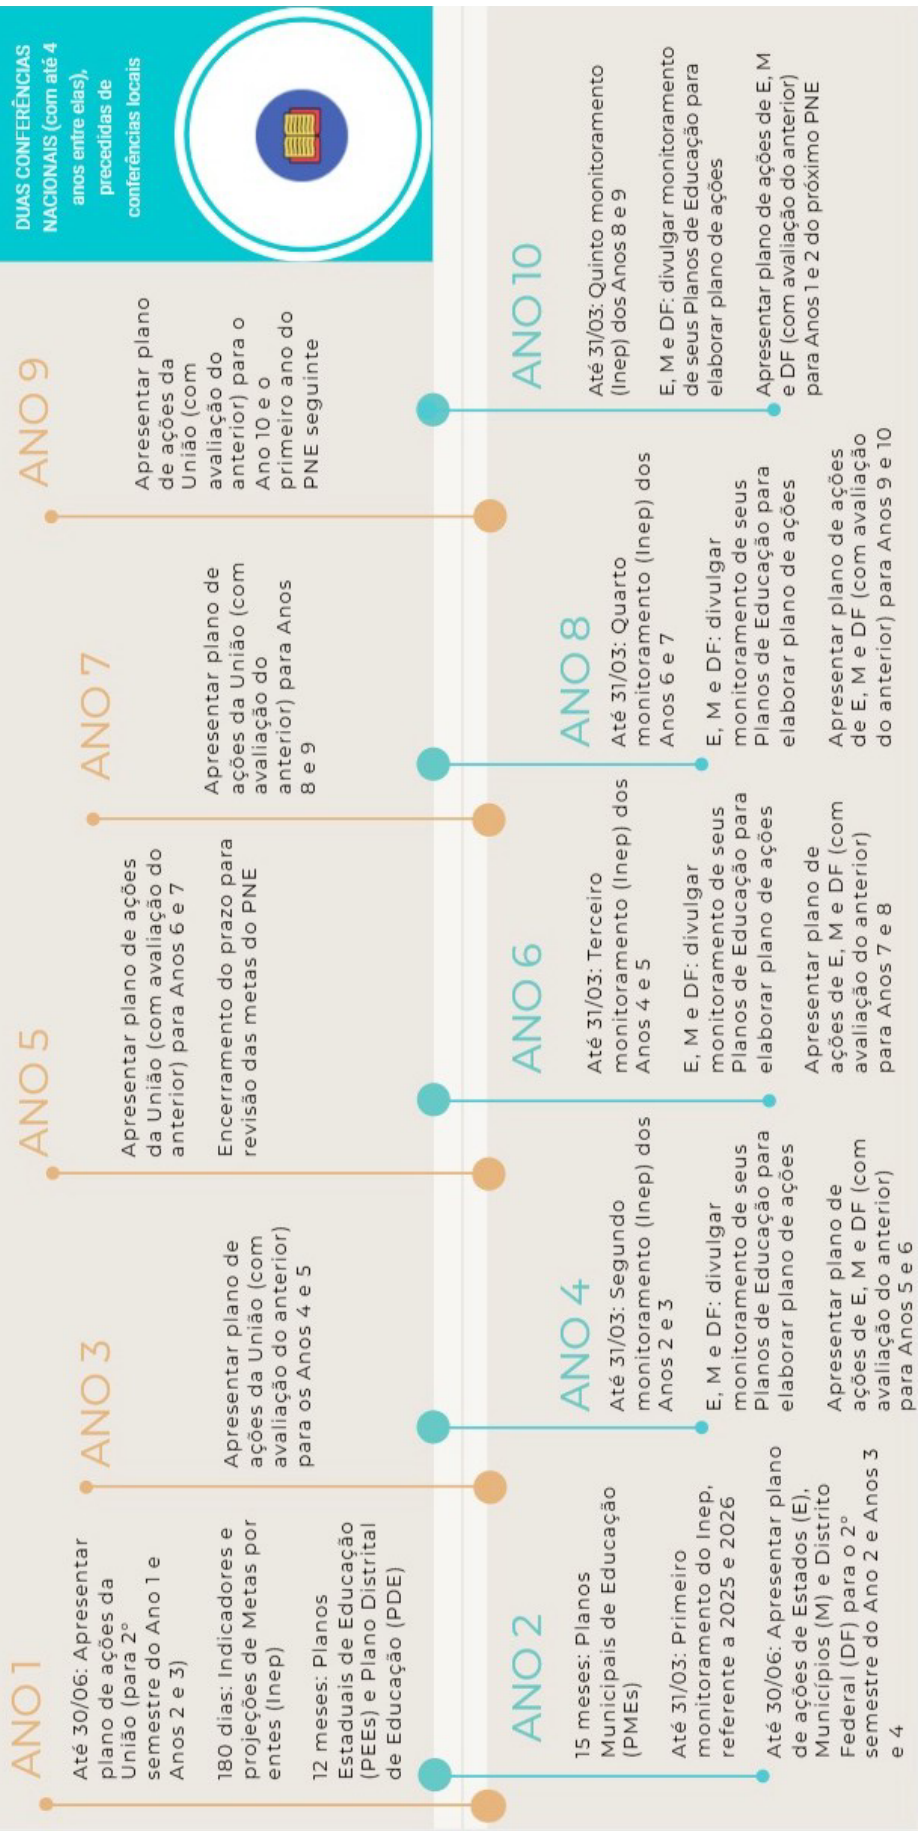 ANO 1
Até 30/06: Apresentar
plano de ações da
União (para 2º
semestre do Ano 1 e
Anos 2 e 3)
180 dias: Indicadores e
projeções de Metas por
entes (Inep)
12 meses: Planos
Estaduais de Educação
(PEEs) e Plano Distrital
de Educação (PDE)
ANO 2
15 meses: Planos
Municipais de Educação
(PMEs)
Até 31/03: Primeiro
monitoramento do Inep,
referente a 2025 e 2026
Até 30/06: Apresentar plano
de ações de Estados (E),
Municípios (M) e Distrito
Federal (DF) para o 2º
semestre do Ano 2 e Anos 3
e 4
ANO 3
Apresentar plano de
ações da União (com
avaliação do anterior)
para os Anos 4 e 5
ANO 4
Até 31/03: Segundo
monitoramento (Inep) dos
Anos 2 e 3
E, M e DF: divulgar
monitoramento de seus
Planos de Educação para
elaborar plano de ações
Apresentar plano de
ações de E, M e DF (com
avaliação do anterior)
para Anos 5 e 6
ANO 5
Apresentar plano de ações
da União (com avaliação do
anterior) para Anos 6 e 7
Encerramento do prazo para
revisão das metas do PNE
ANO 6
Até 31/03: Terceiro
monitoramento (Inep) dos
Anos 4 e 5
E, M e DF: divulgar
monitoramento de seus
Planos de Educação para
elaborar plano de ações
Apresentar plano de
ações de E, M e DF (com
avaliação do anterior)
para Anos 7 e 8
ANO 7
Apresentar plano de
ações da União (com
avaliação do
anterior) para Anos
8 e 9
ANO 8
Até 31/03: Quarto
monitoramento (Inep) dos
Anos 6 e 7
E, M e DF: divulgar
monitoramento de seus
Planos de Educação para
elaborar plano de ações
Apresentar plano de ações
de E, M e DF (com avaliação
do anterior) para Anos 9 e 10
ANO 9
Apresentar plano
de ações da
União (com
avaliação do
anterior) para o
Ano 10 e o
primeiro ano do
PNE seguinte
ANO 10
Até 31/03: Quinto monitoramento
(Inep) dos Anos 8 e 9
E, M e DF: divulgar monitoramento
de seus Planos de Educação para
elaborar plano de ações
Apresentar plano de ações de E, M
e DF (com avaliação do anterior)
para Anos 1 e 2 do próximo PNE
DUAS CONFERÊNCIAS
NACIONAIS (com até 4
anos entre elas),
precedidas de
conferências locais